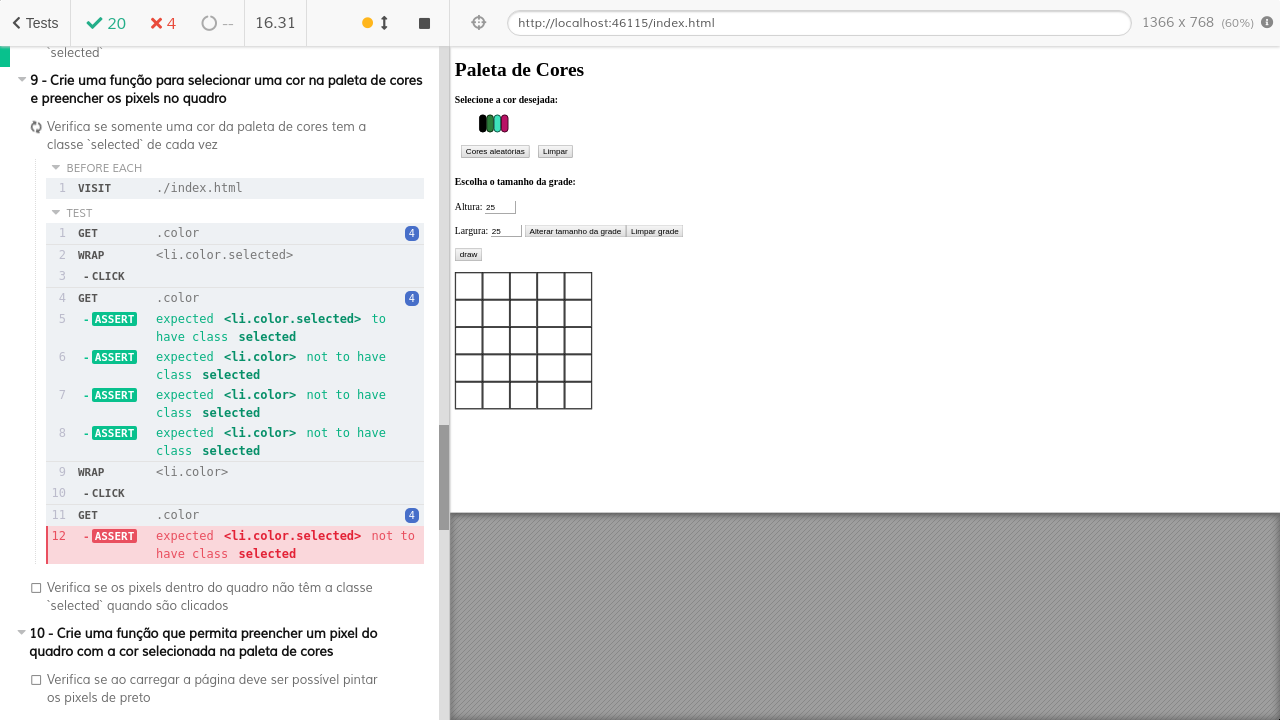 Tests
20
4
--
16.31
http://localhost:46115/index.html
1366 x 768 (60%)
`selected`
9 - Crie uma função para selecionar uma cor na paleta de cores
e preencher os pixels no quadro
Verifica se somente uma cor da paleta de cores tem a
classe `selected` de cada vez
BEFORE EACH
1 VISIT ./index.html
TEST
1 GET .color 4
2 WRAP <li.color.selected>
3 -CLICK
4 GET .color 4
5 -ASSERT expected <li.color.selected> to
have class selected
6 -ASSERT expected <li.color> not to have
class selected
7 -ASSERT expected <li.color> not to have
class selected
8 -ASSERT expected <li.color> not to have
class selected
9 WRAP <li.color>
10 -CLICK
11 GET .color 4
12 -ASSERT expected <li.color.selected> not to
have class selected
Verifica se os pixels dentro do quadro não têm a classe
`selected` quando são clicados
10 - Crie uma função que permita preencher um pixel do
quadro com a cor selecionada na paleta de cores
Verifica se ao carregar a página deve ser possível pintar
os pixels de preto
Paleta de Cores
Selecione a cor desejada:
Cores aleatórias Limpar
Escolha o tamanho da grade:
Altura: 25
Largura: 25 Alterar tamanho da grade Limpar grade
draw